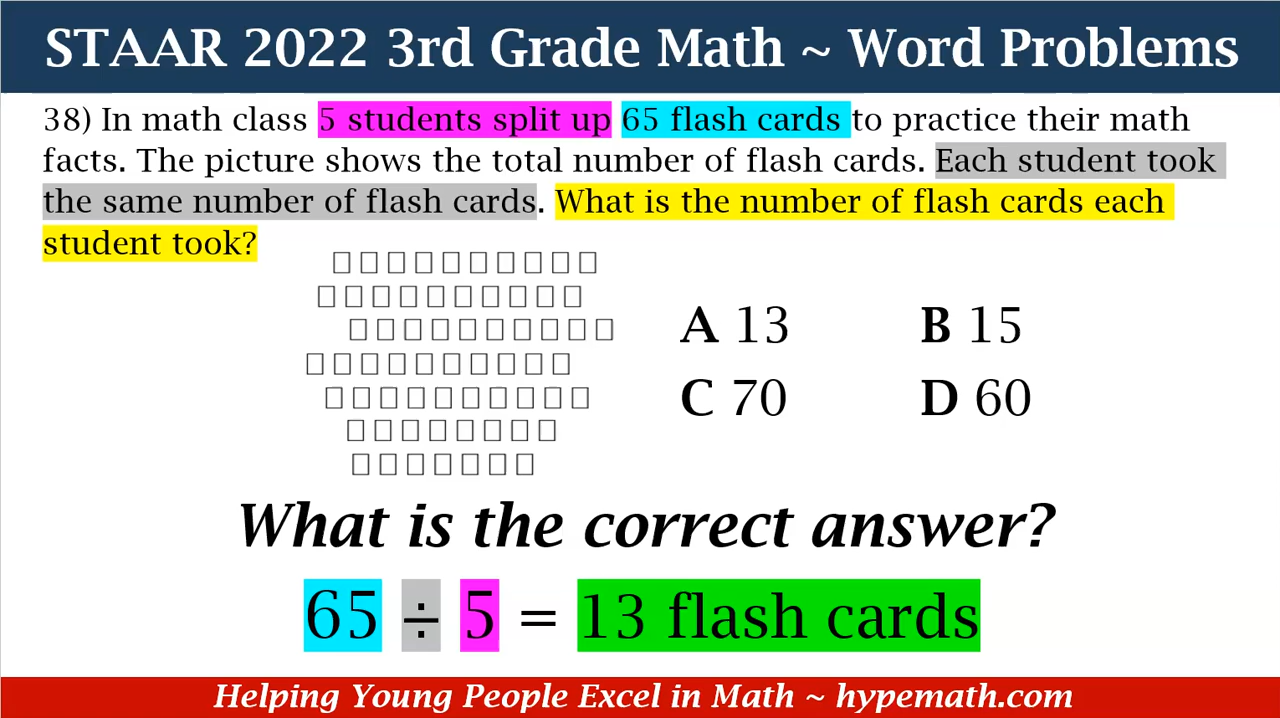 STAAR 2022 3rd Grade Math ~ Word Problems
38) In math class 5 students split up 65 flash cards to practice their math
facts. The picture shows the total number of flash cards. Each student took
the same number of flash cards. What is the number of flash cards each
student took?
A 13 B 15
C 70 D 60
What is the correct answer?
65 ÷ 5 = 13 flash cards
Helping Young People Excel in Math ~ hypemath.com